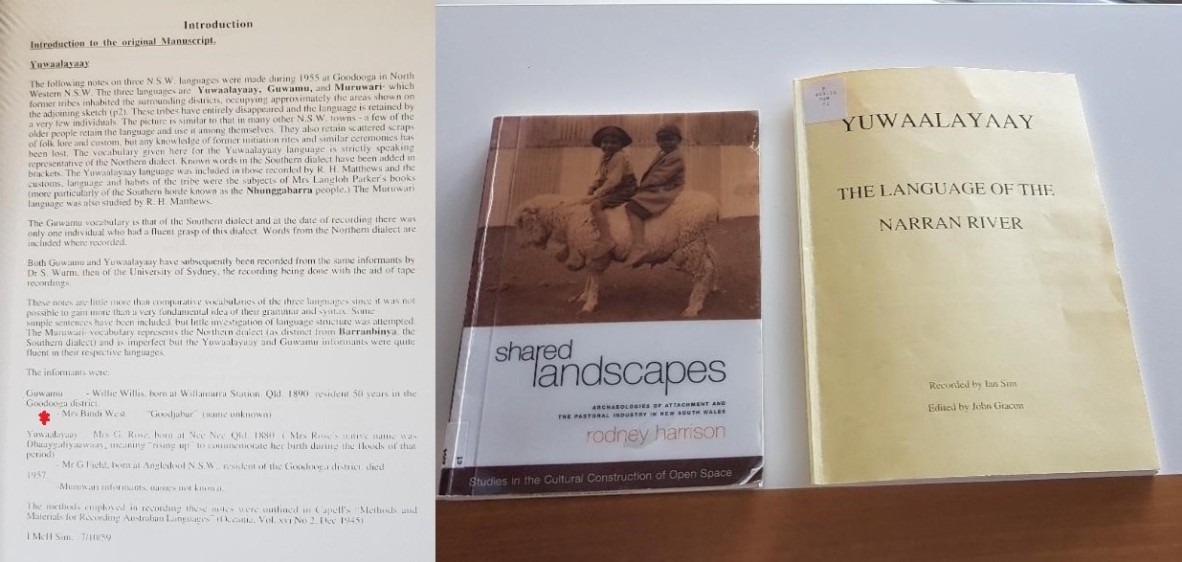 Introduction
Introduction to the original Manuscript.
Yuwaalayaay
The following notes on three N.S.W. languages were made during 1955 at Goodooga in North
Western N.S.W. The three languages are Yuwaalayaay, Guwamu, and Muruwari- which
former tribes inhabited the surrounding districts, occupying approximately the areas shown on
the adjoining sketch (p2). These tribes have entirely disappeared and the language is retained by
a very few individuals. The picture is similar to that in many other N.S.W. towns - a few of the
older people retain the language and use it among themselves. They also retain scattered scraps
of folk lore and custom, but any knowledge of former initiation rites and similar ceremonies has
been lost. The vocabulary given here for the Yuwaalayaay language is strictly speaking
representative of the Northern dialect. Known words in the Southern dialect have been added in
brackets. The Yuwaalayaay language was included in those recorded by R. H. Matthews and the
customs, language and habits of the tribe were the subjects of Mrs Langloh Parker's books
(more particularly of the Southern horde known as the Nhunggabarra people.) The Muruwari
language was also studied by R. H. Matthews.
The Guwamu vocabulary is that of the Southern dialect and at the date of recording there was
only one individual who had a fluent grasp of this dialect. Words from the Northern dialect are
included where recorded.
Both Guwamu and Yuwaalayaay have subsequently been recorded from the same informants by
Dr S. Wurm, then of the University of Sydney, the recording being done with the aid of tape
recordings.
These notes are little more than comparative vocabularies of the three languages since it was not
possible to gain more than a very fundamental idea of their grammar and syntax. Some
simple sentences have been included but little investigation of language structure was attempted.
The Muruwari vocabulary represents the Northern dialect (as distinct from Barranbinya, the
Southern dialect) and is imperfect but the Yuwaalayaay and Guwamu informants were quite
fluent in their respective languages.
The informants were:
Guwamu - Willie Willis, born at Willamurra Station, Qld. 1890, resident 50 years in the
Goodooga district.
- Mrs Bindi West "Goodjabur" (name unknown)
Yuwaalayaay Mrs G. Rose, born at Nee Nee Qld. 1880 ( Mrs Rose's native name was
meaning "rising up" to commemorate her birth during the floods of that
period)
- Mr G Field, born at Angledool N.S.W., resident of the Goodooga district, died
1957
-Muruwari informants, names not known.
The methods employed in recording these notes were outlined in Capell's "Methods and
Materials for Recording Australian Languages" (Oceania, Vol. xvi No 2, Dec 1945)
I McH Sim. 7/10/59
shared
landscapes
ARCHAEOLOGIES OF ATTACHMENT AND
THE PASTORAL INDUSTRY IN NEW SOUTH WALES
rodney harrison
Studies in the Cultural Construction of Open Space
YUWAALAYAAY
THE LANGUAGE OF THE
NARRAN RIVER
Recorded by Ian Sim
Edited by John Giacon